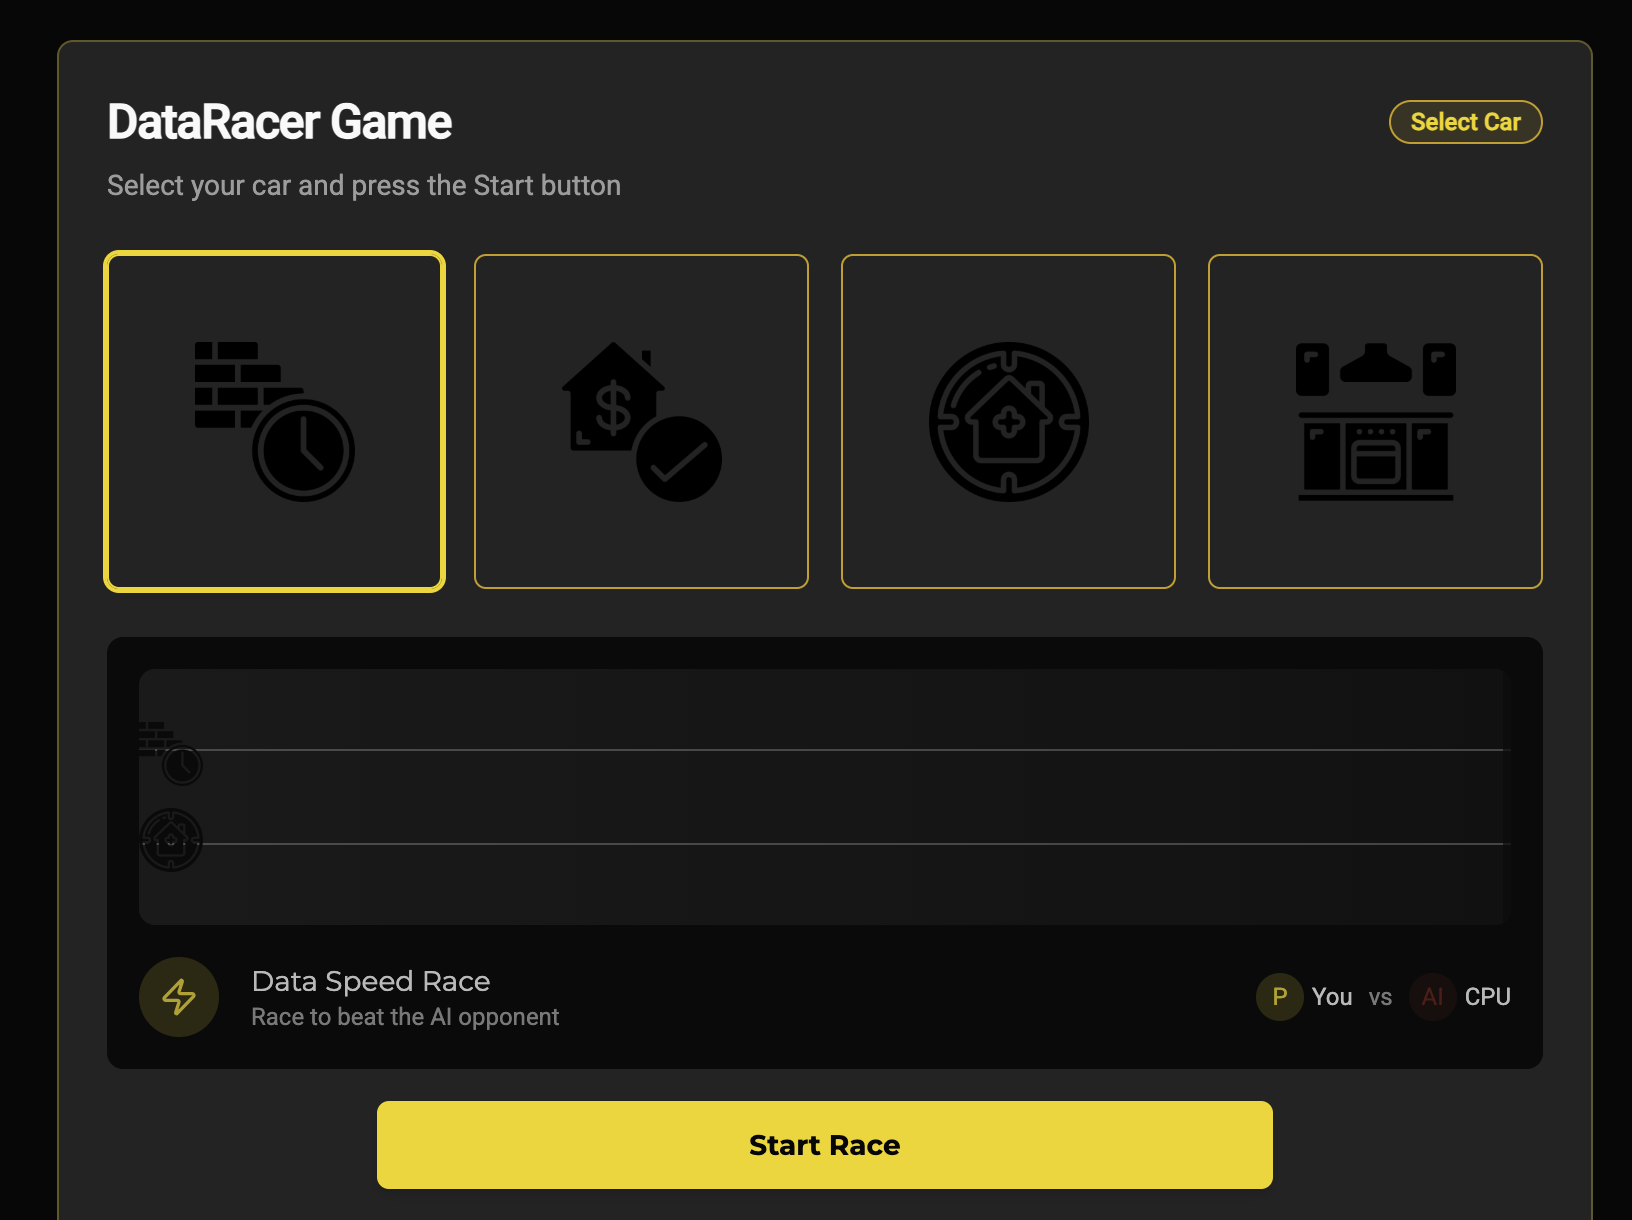 DataRacer Game
Select Car
Select your car and press the Start button
$
Data Speed Race
Race to beat the AI opponent
P You vs AI CPU
Start Race